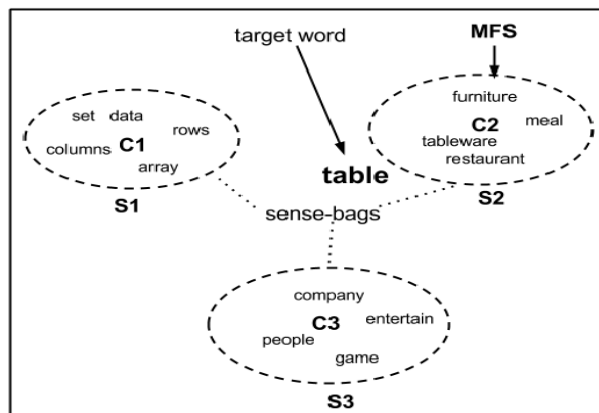 target word
MFS
set data
rows
C1
columns
array
S1
furniture
C2
meal
tableware
restaurant
S2
table
sense-bags
company
C3
entertain
people
game
S3